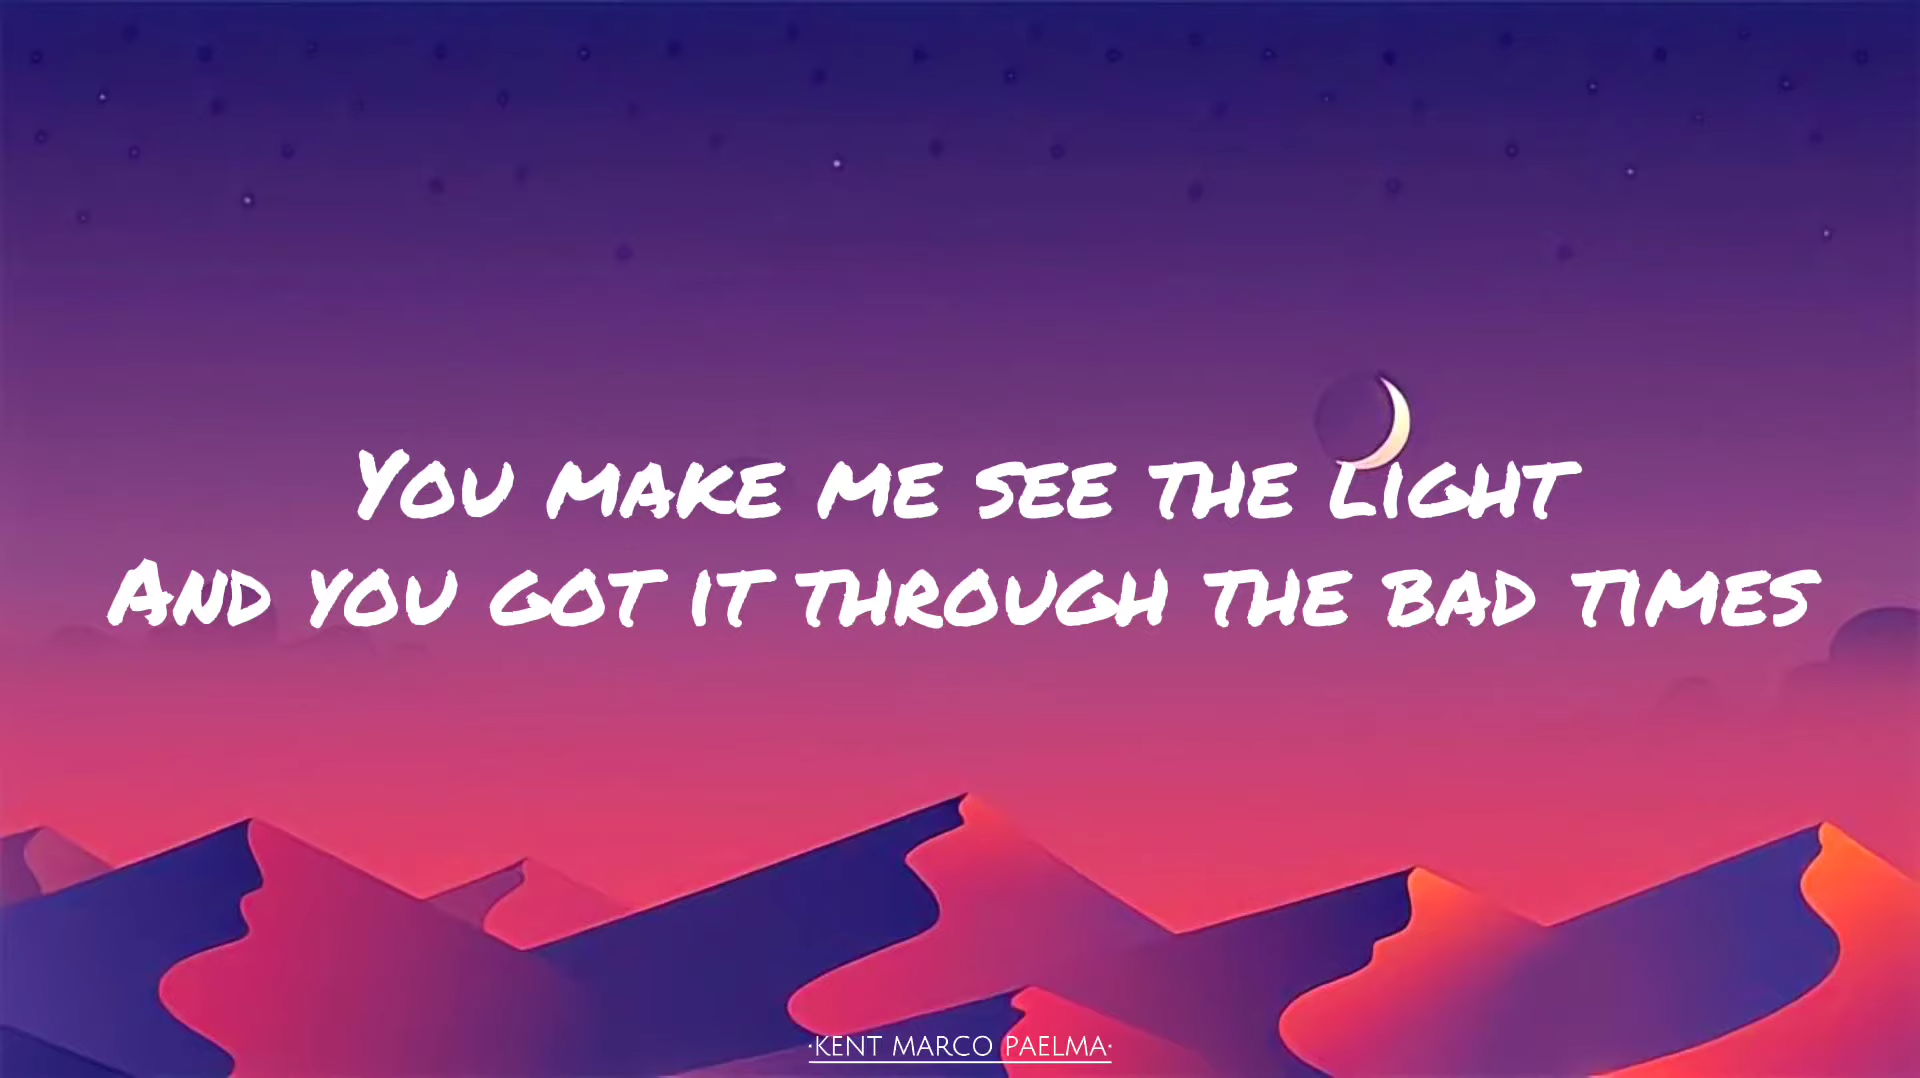 You make me see the light
And you got it through the bad times
·KENT MARCO PAELMA·